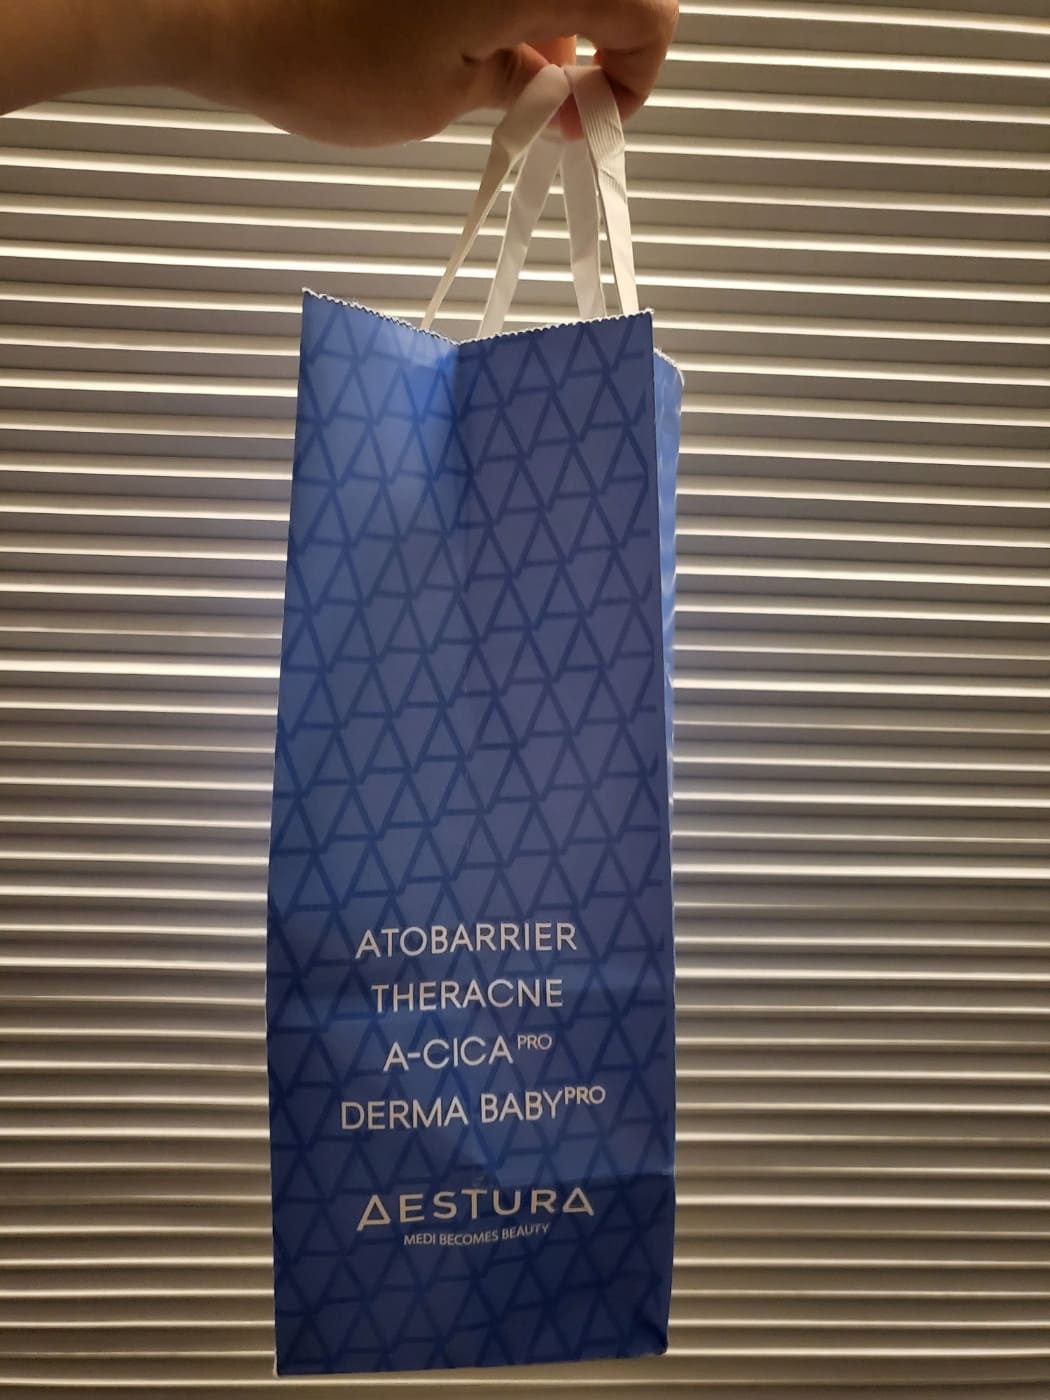 ATOBARRIER
THERACNE
A-CICA PRO
DERMA BABY PRO
AESTURA
MEDI BECOMES BEAUTY